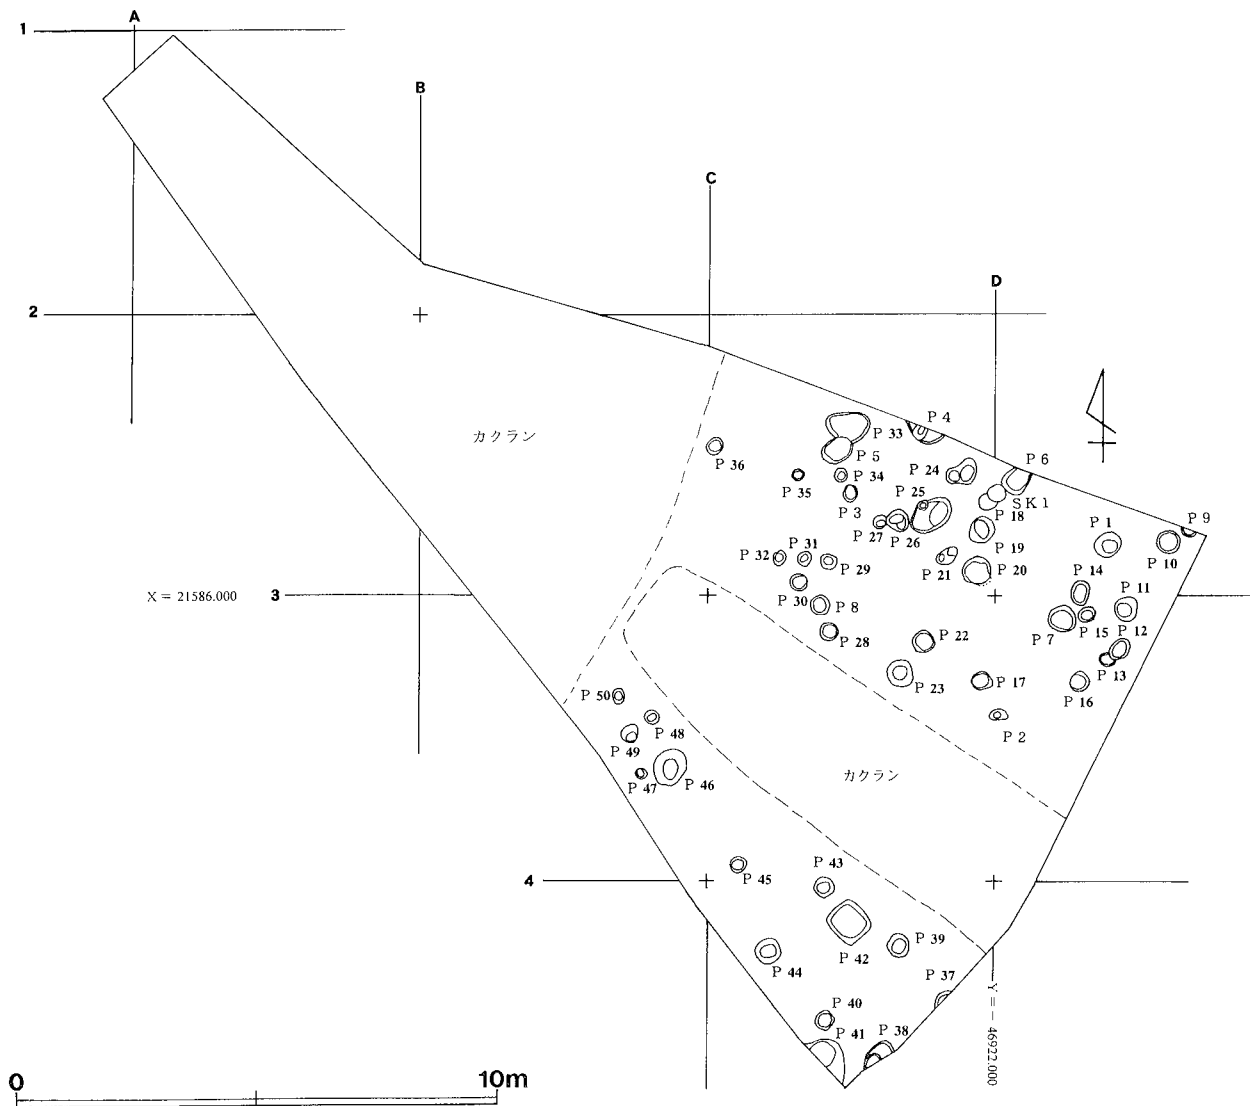 A
1
B
C
2
D
カクラン
P 4
P 33
P 5
P 36
P 24
P 6
P 34
P 35
P 25
SK1
P 3
P 18
P 9
P 1
P 27
P 26
P 19
P 10
P 31
P 32
P 29
P 21
P 20
P 14
X = 21586.000
3
P 30
P 8
P 11
P 7
P 15
P 12
P 28
P 22
P 13
P 23
P 17
P 16
P 50
P 48
P 2
P 49
P 47
P 46
カクラン
P 43
4
P 45
P 39
P 42
P 44
P 37
Y = - 46922.000
P 40
P 41
P 38
0
10m